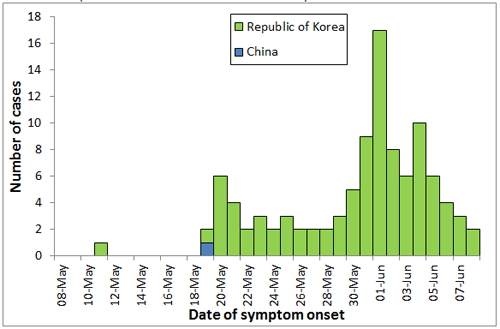 Republic of Korea
China
Number of cases
18
16
14
12
10
8
6
4
2
0
08-May
10-May
12-May
14-May
16-May
18-May
20-May
22-May
24-May
26-May
28-May
30-May
01-Jun
03-Jun
05-Jun
07-Jun
Date of symptom onset